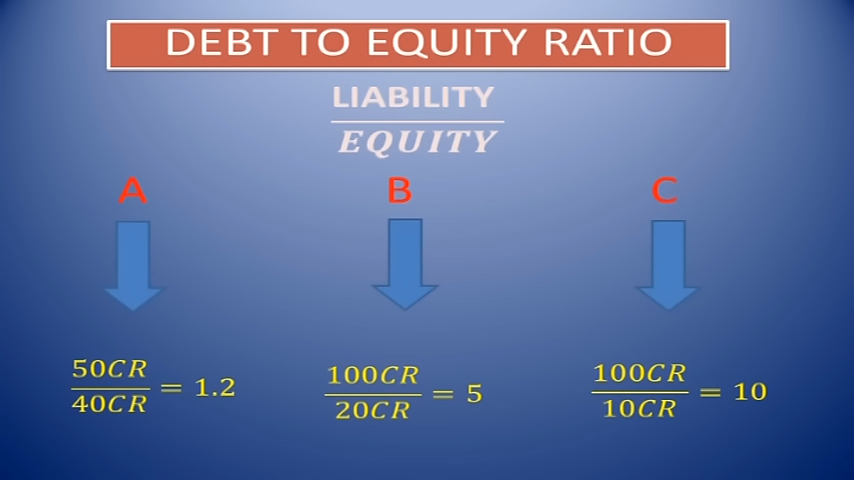 DEBT TO EQUITY RATIO
LIABILITY
EQUITY
A B C
50CR
40CR
= 1.2
100CR
20CR
= 5
100CR
10CR
= 10